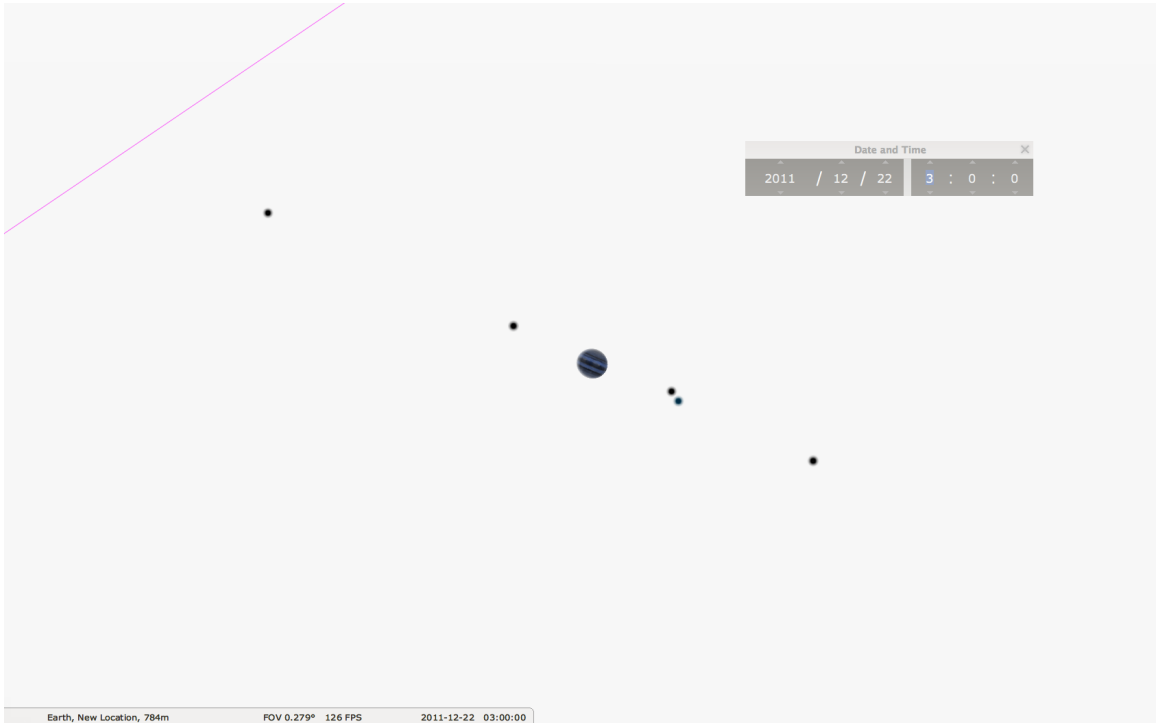 Date and Time
2011 / 12 / 22 3 : 0 : 0
Earth, New Location, 784m FOV 0.279° 126 FPS 2011-12-22 03:00:00